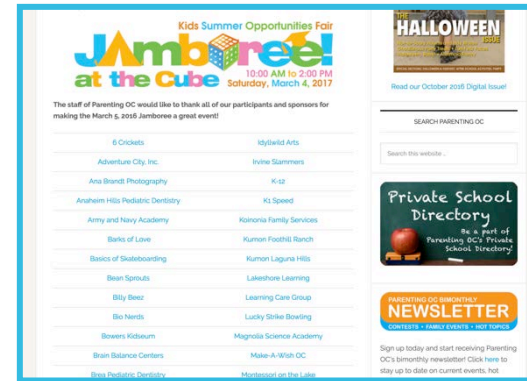 Kids Summer Opportunities Fair
JAmboree!
at the Cube
10:00 AM to 2:00 PM
Saturday, March 4, 2017
The staff of Parenting OC would like to thank all of our participants and sponsors for
making the March 5, 2016 Jamboree a great event!
6 Crickets
Idyllwild Arts
Adventure City, Inc.
Irvine Slammers
Ana Brandt Photography
K-12
Anaheim Hills Pediatric Dentistry
K1 Speed
Army and Navy Academy
Koinonia Family Services
Barks of Love
Kumon Foothill Ranch
Basics of Skateboarding
Kumon Laguna Hills
Bean Sprouts
Lakeshore Learning
Billy Beez
Learning Care Group
Bio Nerds
Lucky Strike Bowling
Bowers Kidseum
Magnolia Science Academy
Brain Balance Centers
Make-A-Wish OC
Brea Pediatric Dentistry
Montessori on the Lake
THE
HALLOWEEN
ISSUE
Read our October 2016 Digital Issue!
SEARCH PARENTING OC
Search this website ...
Private School
Directory
Be a part of
Parenting OC's Private
School Directory!
PARENTING OC BIMONTHLY
NEWSLETTER
CONTESTS • FAMILY EVENTS • HOT TOPICS
Sign up today and start receiving Parenting
OC's bimonthly newsletter! Click here to
stay up to date on current events, hot